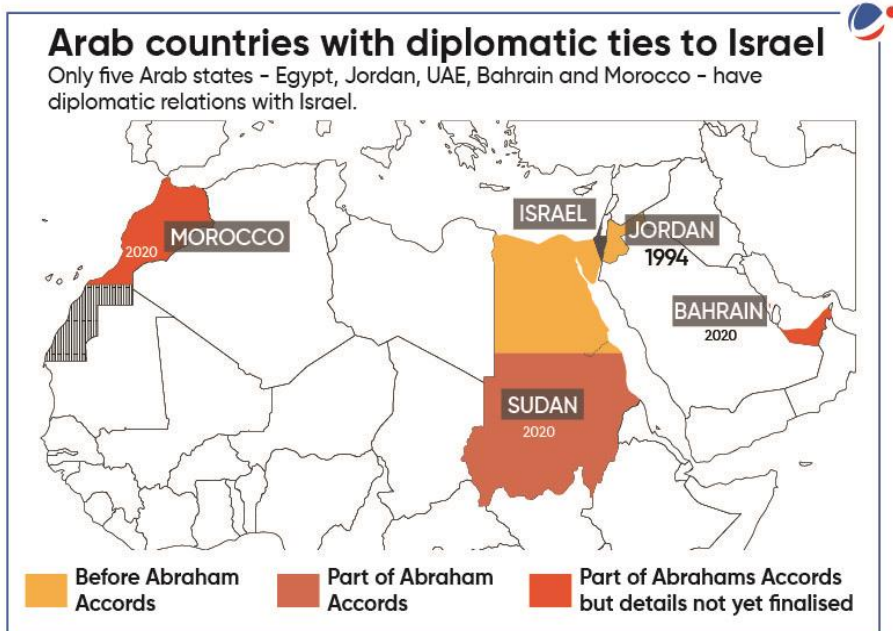 Arab countries with diplomatic ties to Israel
Only five Arab states - Egypt, Jordan, UAE, Bahrain and Morocco - have
diplomatic relations with Israel.
ISRAEL
JORDAN
1994
MOROCCO
2020
BAHRAIN
2020
SUDAN
2020
Before Abraham
Accords
Part of Abraham
Accords
Part of Abrahams Accords
but details not yet finalised